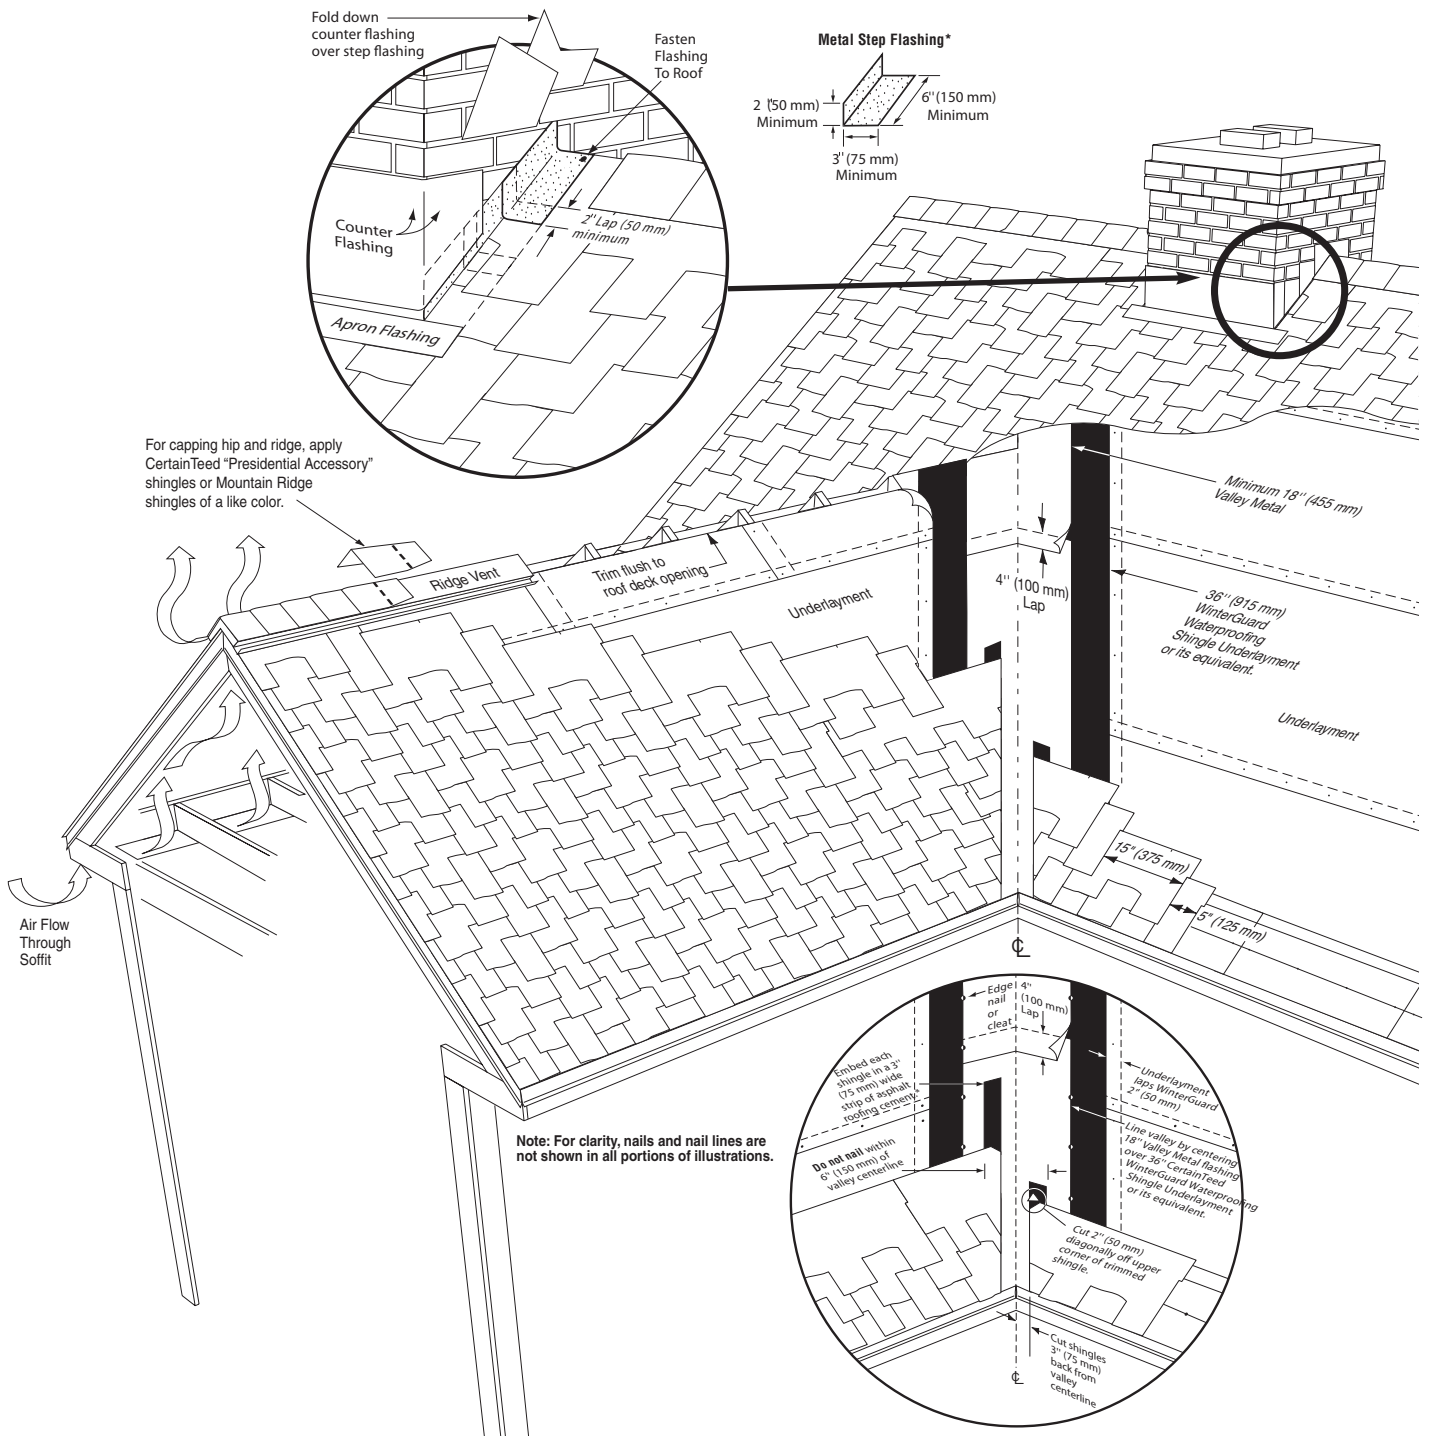 Fold down
counter flashing
over step flashing
Fasten
Flashing
To Roof
Metal Step Flashing*
2"(50 mm)
Minimum
6"(150 mm)
Minimum
3"(75 mm)
Minimum
Counter
Flashing
2" Lap (50 mm)
minimum
Apron Flashing
For capping hip and ridge, apply
CertainTeed “Presidential Accessory”
shingles or Mountain Ridge
shingles of a like color.
Ridge Vent
Trim flush to
roof deck opening
Underlayment
Minimum 18" (455 mm)
Valley Metal
4" (100 mm)
Lap
36" (915 mm)
WinterGuard
Waterproofing
Shingle Underlayment
or its equivalent.
Underlayment
15" (375 mm)
5" (125 mm)
Air Flow
Through
Soffit
CL
Edge
nail
or
cleat
4"
(100 mm)
Lap
Embed each
shingle in a 3"
(75 mm) wide
strip of asphalt
roofing cement.*
Underlayment
laps WinterGuard
2" (50 mm)
Line valley by centering
18" Valley Metal flashing
over 36" CertainTeed
WinterGuard Waterproofing
Shingle Underlayment
or its equivalent.
Note: For clarity, nails and nail lines are
not shown in all portions of illustrations.
Do not nail within
6" (150 mm) of
valley centerline
Cut 2" (50 mm)
diagonally off upper
corner of trimmed
shingle.
Cut shingles
3" (75 mm)
back from
valley
centerline
CL